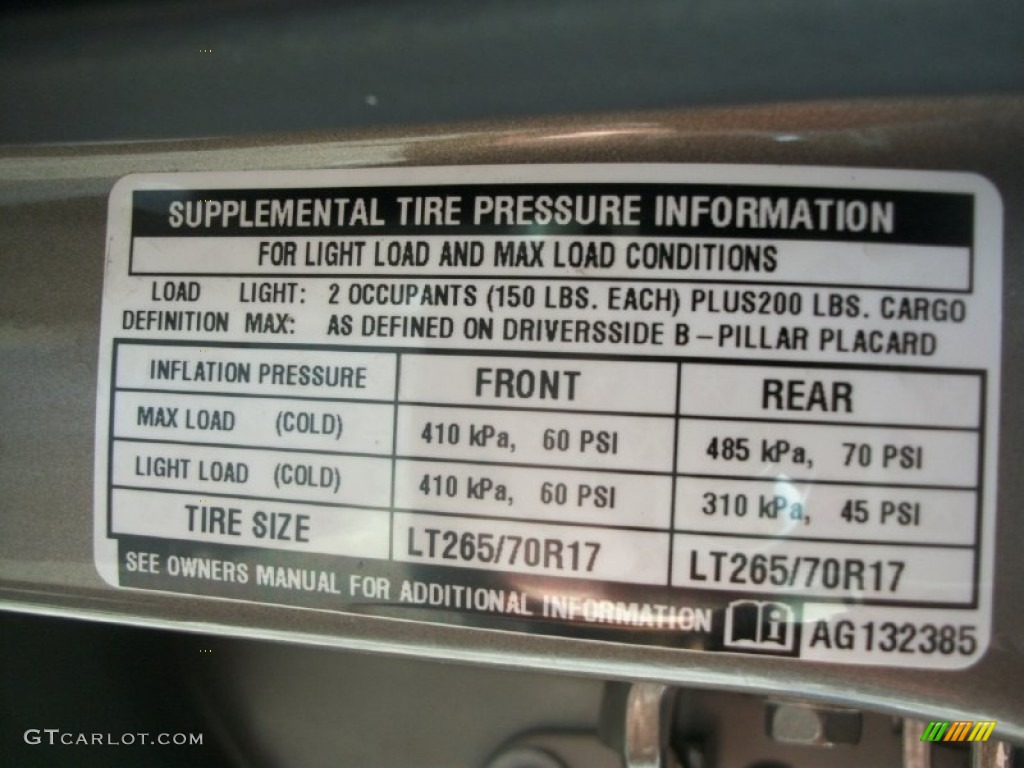 SUPPLEMENTAL TIRE PRESSURE INFORMATION
FOR LIGHT LOAD AND MAX LOAD CONDITIONS
LOAD LIGHT: 2 OCCUPANTS (150 LBS. EACH) PLUS200 LBS. CARGO
DEFINITION MAX: AS DEFINED ON DRIVERSSIDE B-PILLAR PLACARD
INFLATION PRESSURE FRONT REAR
MAX LOAD (COLD) 410 kPa, 60 PSI 485 kPa, 70 PSI
LIGHT LOAD (COLD) 410 kPa, 60 PSI 310 kPa, 45 PSI
TIRE SIZE LT265/70R17 LT265/70R17
SEE OWNERS MANUAL FOR ADDITIONAL INFORMATION i AG132385
GTCARLOT.COM